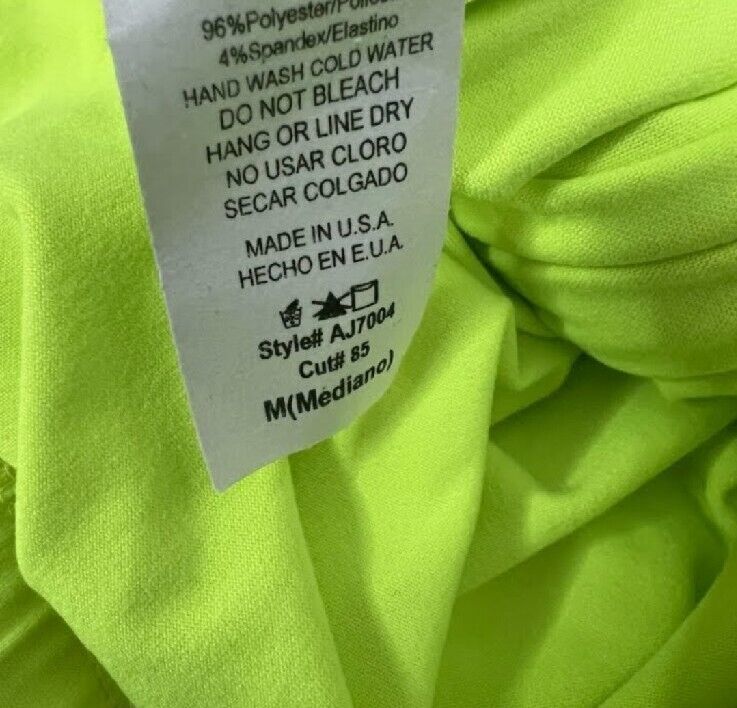 96%Polyester/
4%Spandex/Elastino
HAND WASH COLD WATER
DO NOT BLEACH
HANG OR LINE DRY
NO USAR CLORO
SECAR COLGADO
MADE IN U.S.A.
HECHO EN E.U.A.
Style# AJ7004
Cut# 85
M(Médiano)